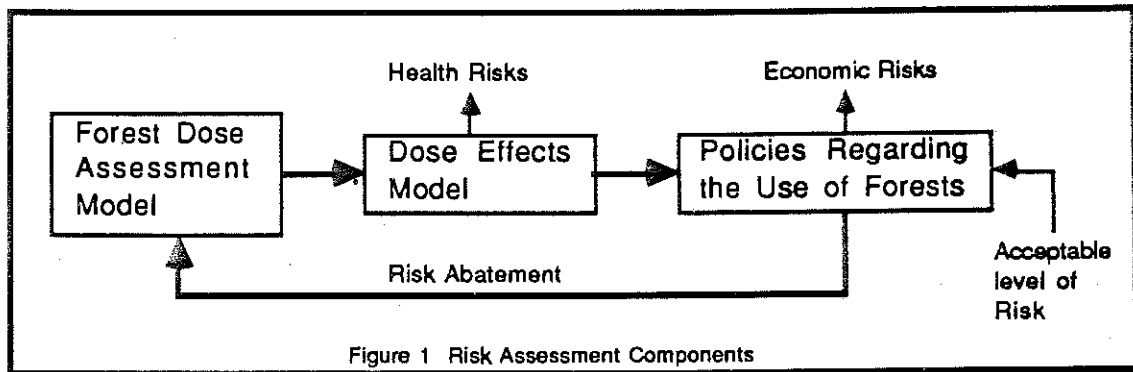 Health Risks
Economic Risks
Forest Dose
Assessment
Model
Dose Effects
Model
Policies Regarding
the Use of Forests
Risk Abatement
Acceptable
level of
Risk
Figure 1 Risk Assessment Components